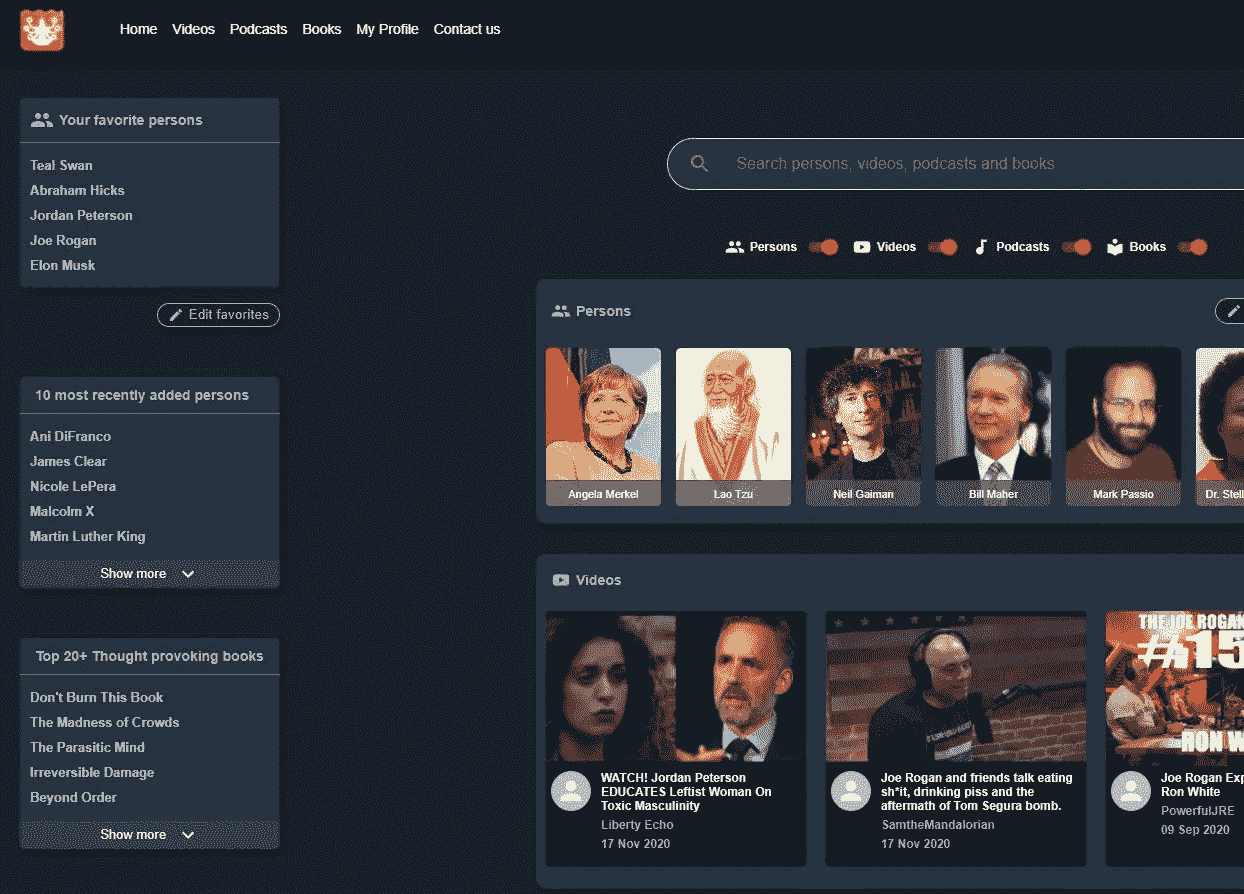 Home Videos Podcasts Books My Profile Contact us
Your favorite persons
Teal Swan
Abraham Hicks
Jordan Peterson
Joe Rogan
Elon Musk
Edit favorites
10 most recently added persons
Ani DiFranco
James Clear
Nicole LePera
Malcolm X
Martin Luther King
Show more
Top 20+ Thought provoking books
Don't Burn This Book
The Madness of Crowds
The Parasitic Mind
Irreversible Damage
Beyond Order
Show more
Search persons, videos, podcasts and books
Persons Videos Podcasts Books
Persons
Angela Merkel
Lao Tzu
Neil Gaiman
Bill Maher
Mark Passio
Dr. Stell
Videos
WATCH! Jordan Peterson
EDUCATES Leftist Woman On
Toxic Masculinity
Liberty Echo
17 Nov 2020
Joe Rogan and friends talk eating
sh*it, drinking piss and the
aftermath of Tom Segura bomb.
SamtheMandalorian
17 Nov 2020
THE JOE ROGAN
#15
RON W
Joe Rogan Exp
Ron White
PowerfulJRE
09 Sep 2020